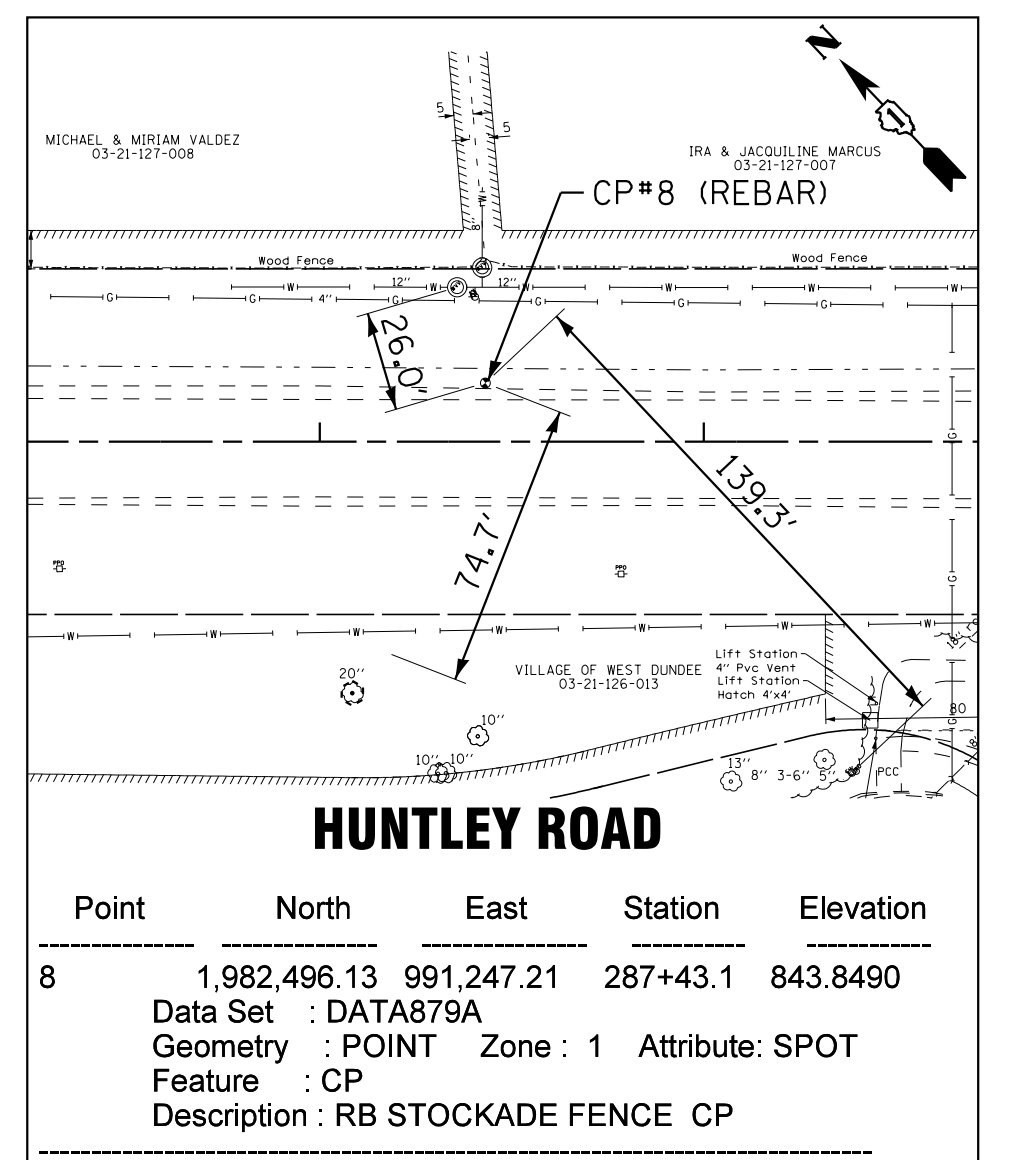 N
1
5
5
MICHAEL & MIRIAM VALDEZ
03-21-127-008
IRA & JACQUILINE MARCUS
03-21-127-007
CP#8 (REBAR)
W
8''
Wood Fence
Wood Fence
W 12'' W 12'' W W W W
G G 4'' G G G G
26.0'
G
139.3'
74.7'
PPO
PPO
G
W W W W W W W
18''
Lift Station
4'' Pvc Vent
Lift Station
Hatch 4'x4'
VILLAGE OF WEST DUNDEE
03-21-126-013
20''
80
G
10''
10'' 10''
13''
8'' 3-6'' 5''
PCC
HUNTLEY ROAD
Point North East Station Elevation
8 1,982,496.13 991,247.21 287+43.1 843.8490
Data Set : DATA879A
Geometry : POINT Zone : 1 Attribute: SPOT
Feature : CP
Description : RB STOCKADE FENCE CP